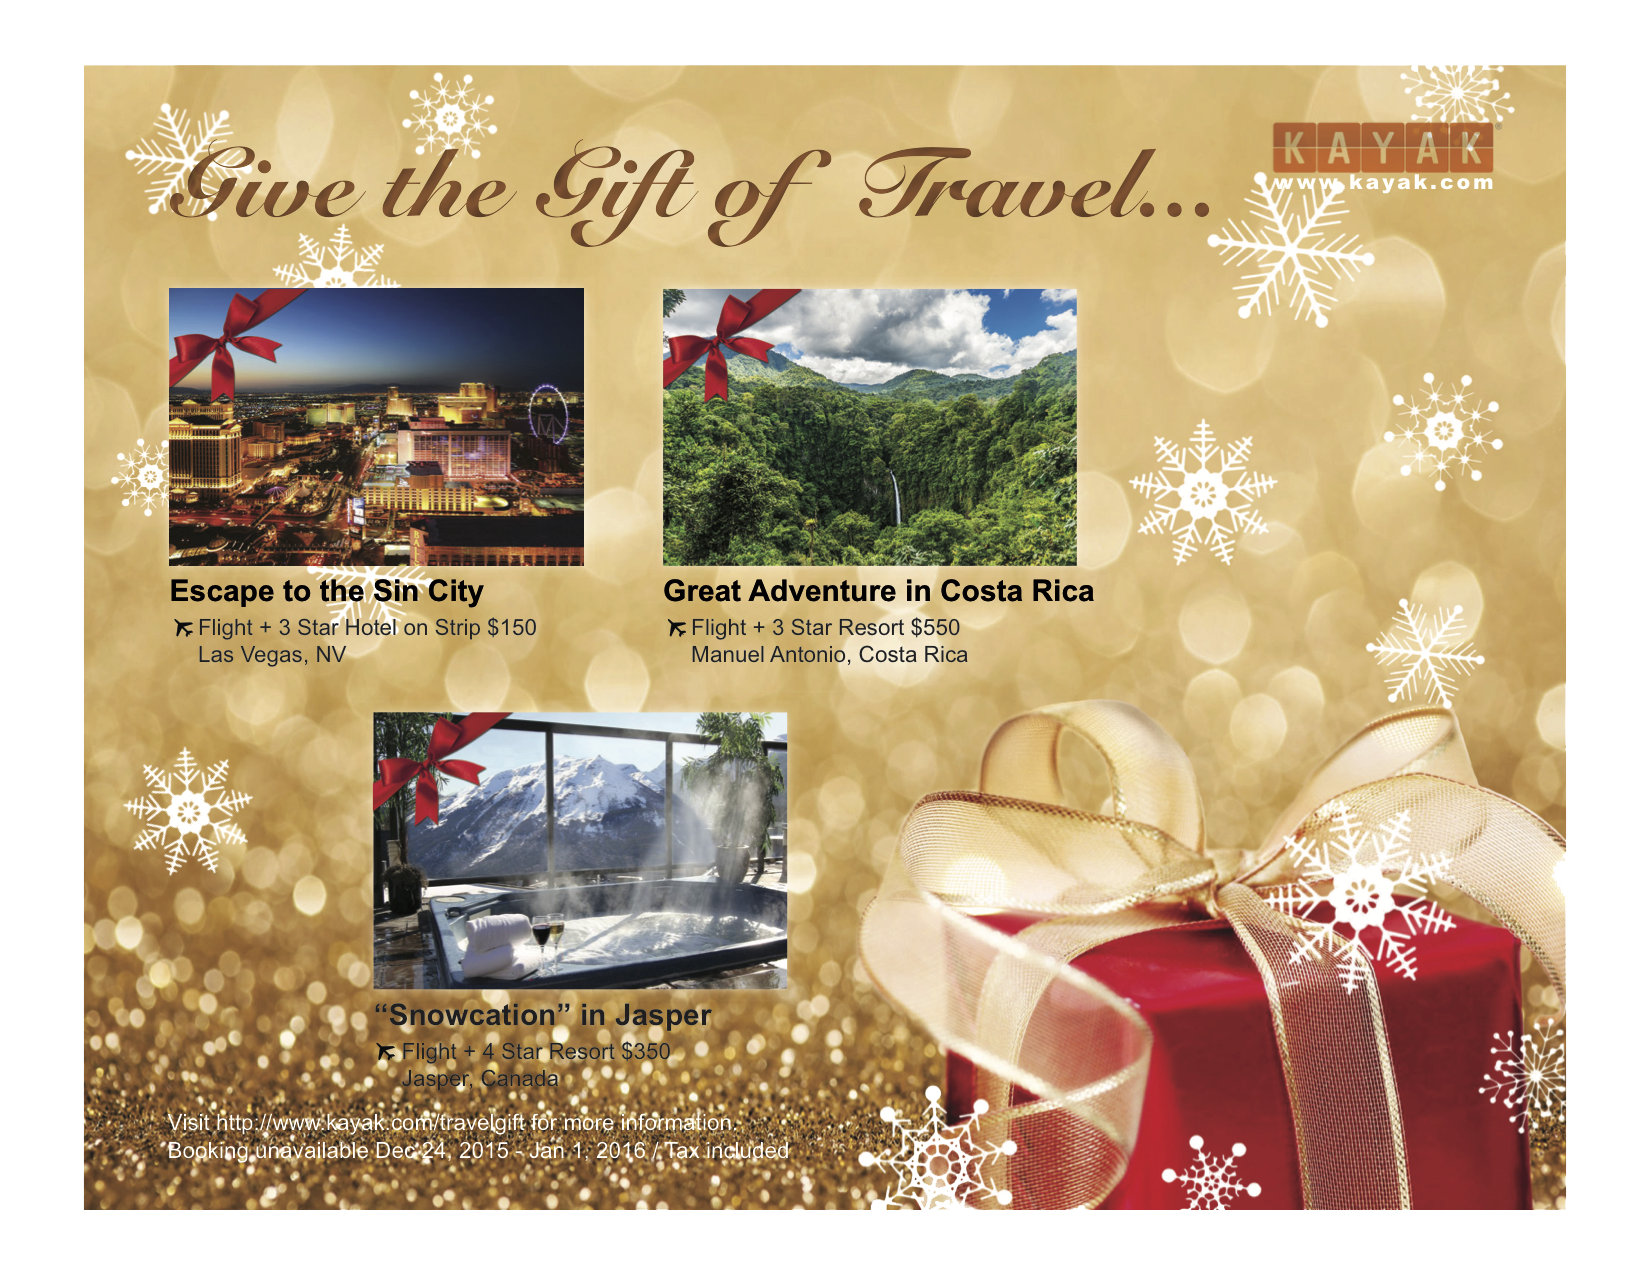 Give the Gift of Travel...
KAYAK®
www.kayak.com
Escape to the Sin City
Flight + 3 Star Hotel on Strip $150
Las Vegas, NV
Great Adventure in Costa Rica
Flight + 3 Star Resort $550
Manuel Antonio, Costa Rica
“Snowcation” in Jasper
Flight + 4 Star Resort $350
Jasper, Canada
Visit http://www.kayak.com/travelgift for more information.
Booking unavailable Dec 24, 2015 - Jan 1, 2016 / Tax included